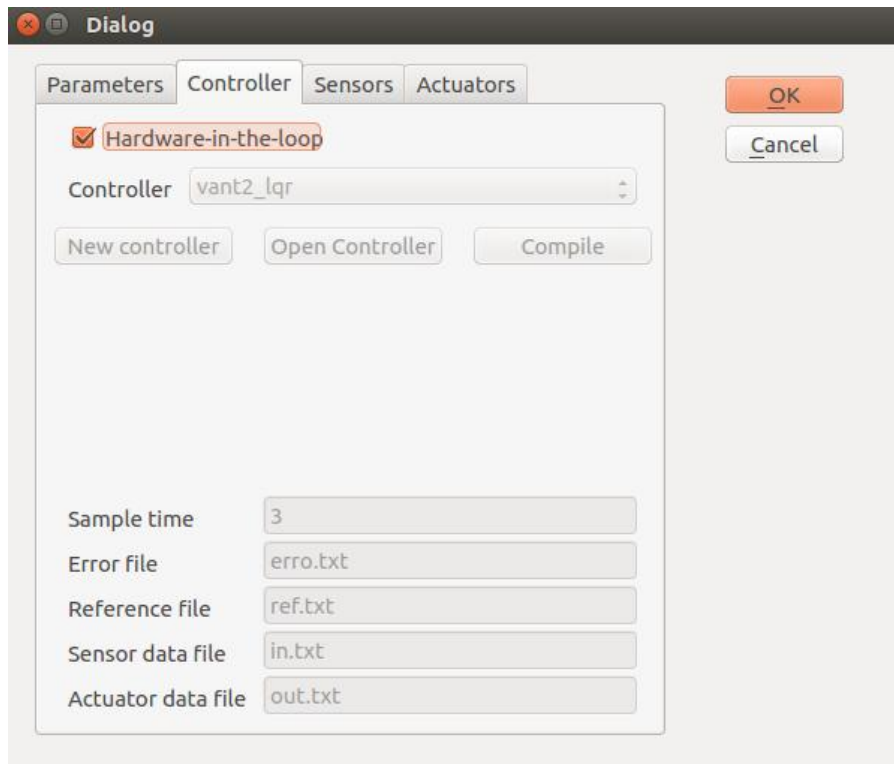 Dialog
Parameters Controller Sensors Actuators
OK
Hardware-in-the-loop
Cancel
Controller vant2_lqr
New controller Open Controller Compile
Sample time 3
Error file erro.txt
Reference file ref.txt
Sensor data file in.txt
Actuator data file out.txt